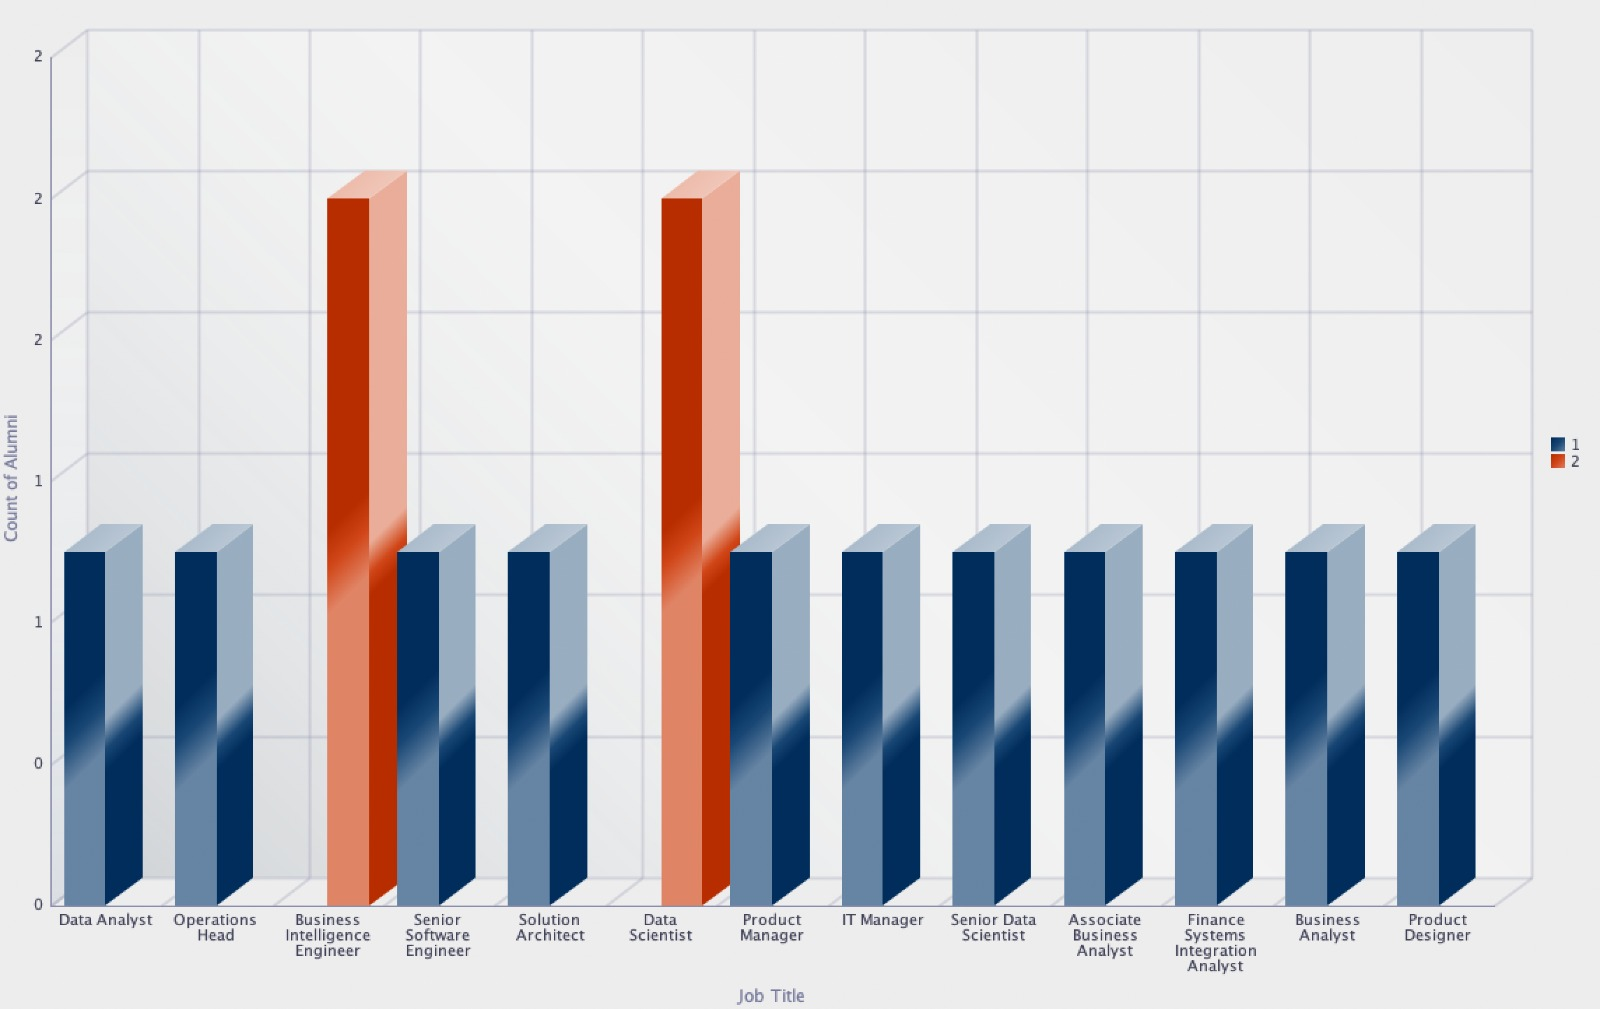 2
2
2
1
1
0
0
Count of Alumni
Data Analyst
Operations
Head
Business
Intelligence
Engineer
Senior
Software
Engineer
Solution
Architect
Data
Scientist
Product
Manager
IT Manager
Senior Data
Scientist
Associate
Business
Analyst
Finance
Systems
Integration
Analyst
Business
Analyst
Product
Designer
Job Title
1
2